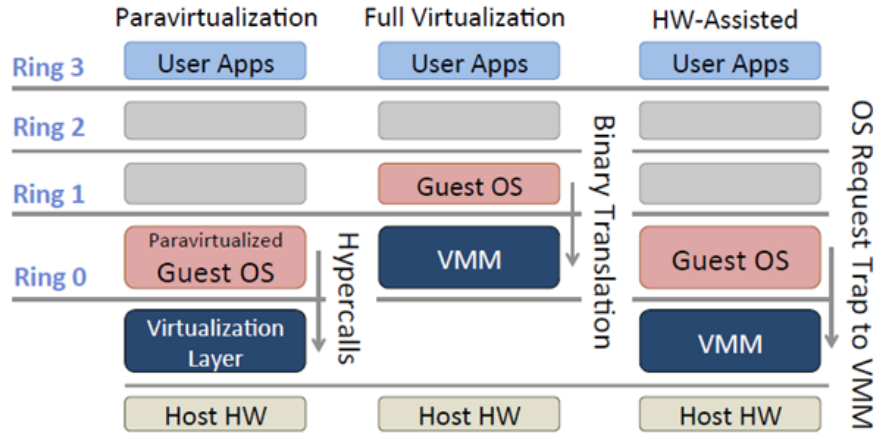 Paravirtualization
Full Virtualization
HW-Assisted
Ring 3
User Apps
User Apps
User Apps
Ring 2
Ring 1
Guest OS
Ring 0
Paravirtualized
Guest OS
VMM
Guest OS
Virtualization
Layer
VMM
Host HW
Host HW
Host HW
Hypercalls
Binary Translation
OS Request Trap to VMM